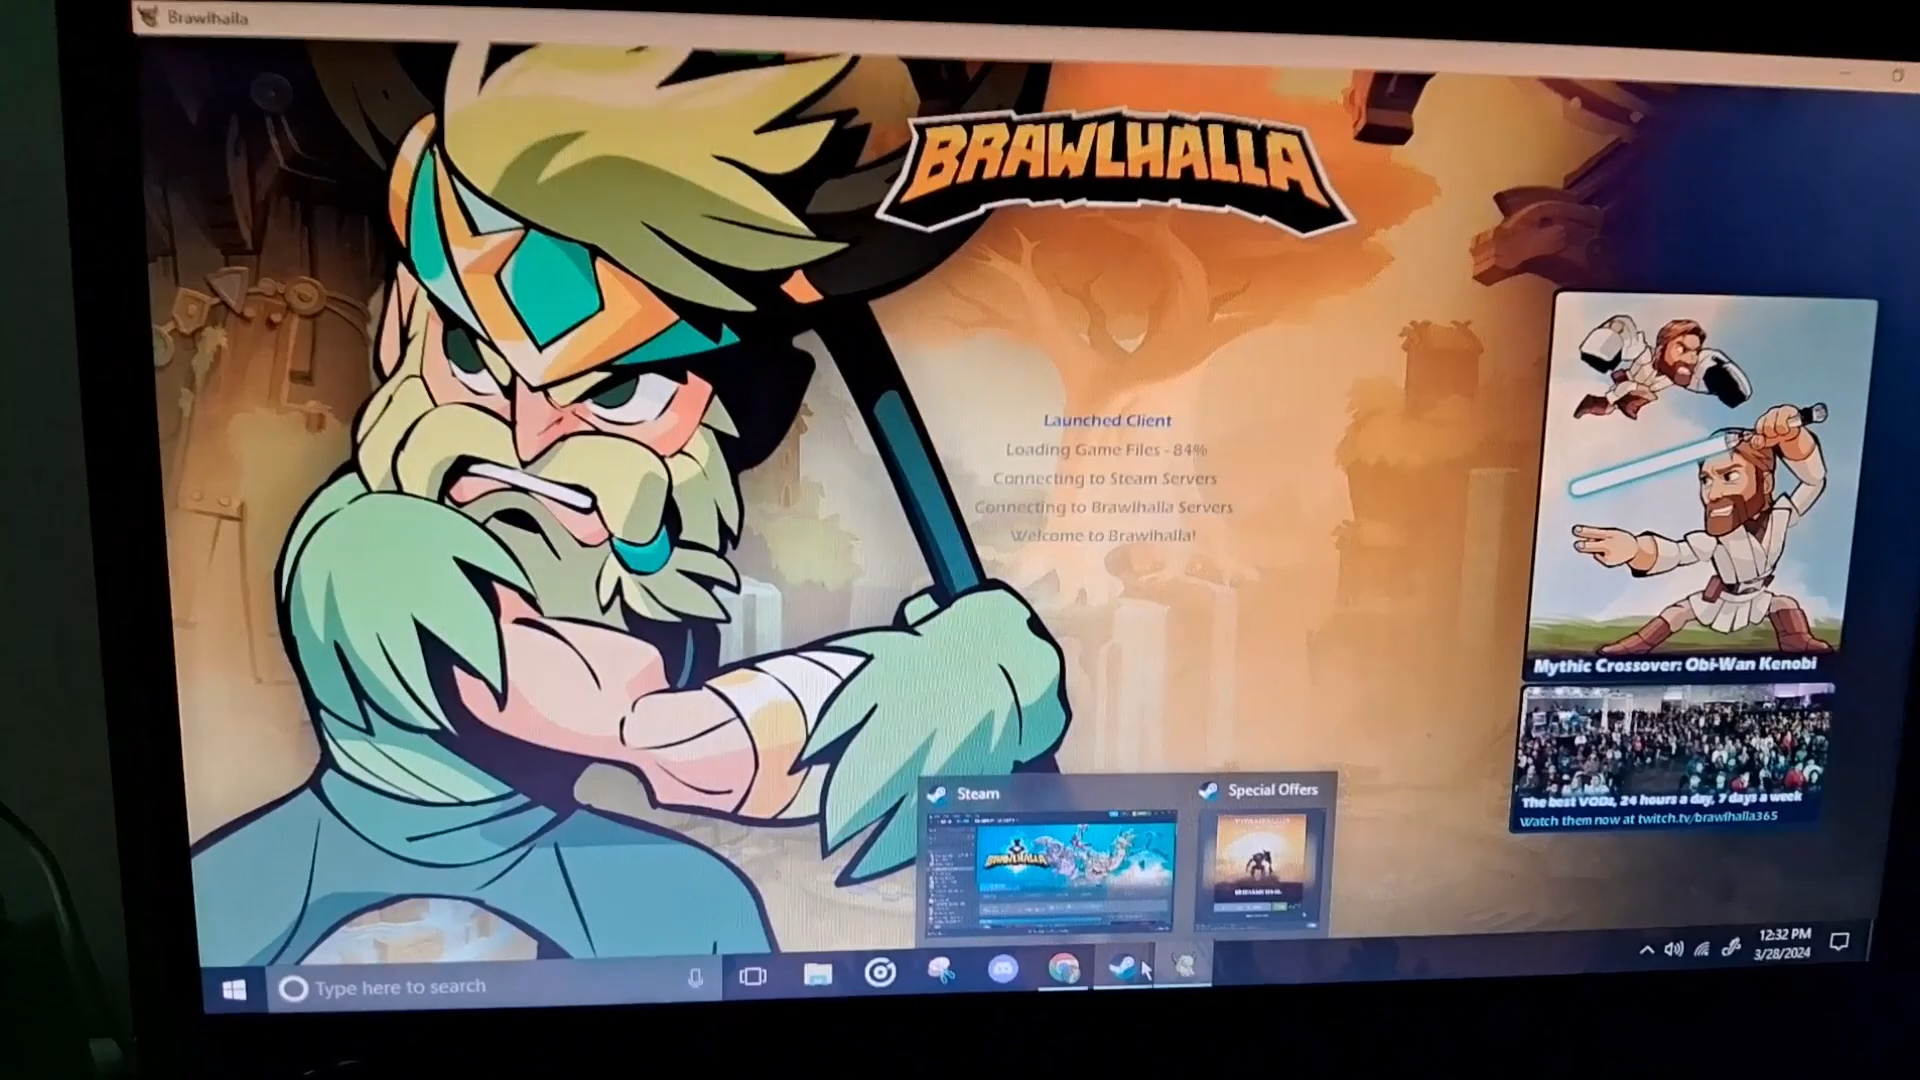 Brawlhalla
BRAWLHALLA
Launched Client
Loading Game Files - 84%
Connecting to Steam Servers
Connecting to Brawlhalla Servers
Welcome to Brawlhalla!
Mythic Crossover: Obi-Wan Kenobi
The best VODs, 24 hours a day, 7 days a week
Watch them now at twitch.tv/brawlhalla365
Steam
Special Offers
BRAWLHALLA
Type here to search
12:32 PM
3/28/2024